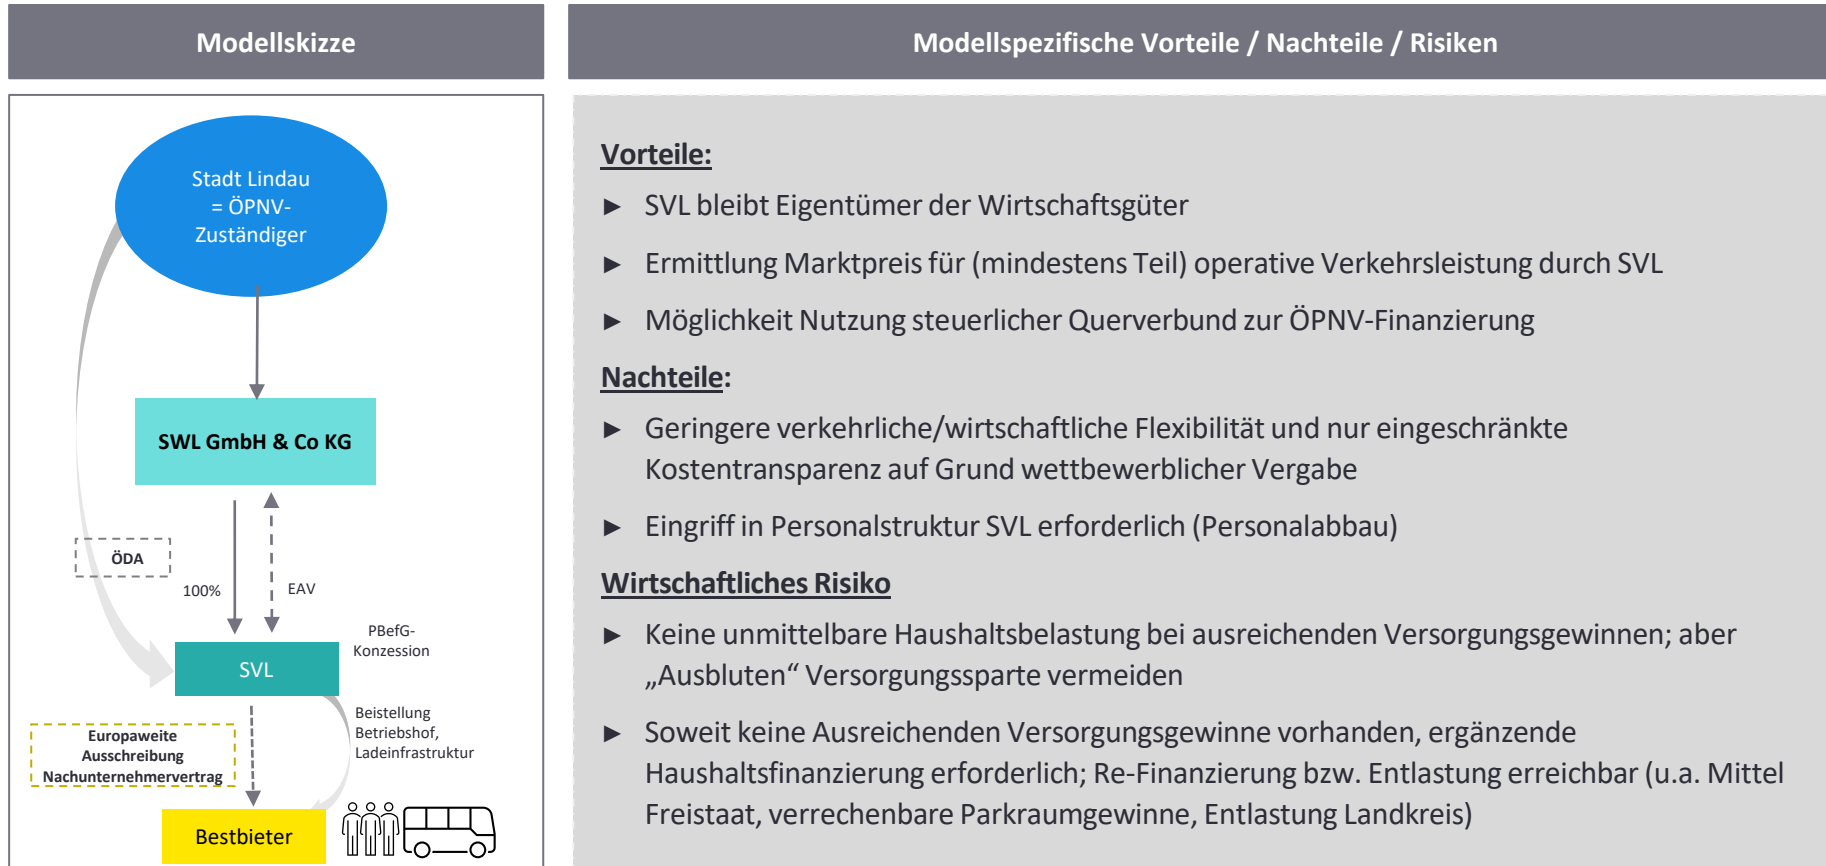 Modellskizze
Stadt Lindau
= ÖPNV-
Zuständiger
SWL GmbH & Co KG
ÖDA
100%
EAV
PBefG-
Konzession
SVL
Beistellung
Betriebshof,
Ladeinfrastruktur
Europaweite
Ausschreibung
Nachunternehmervertrag
Bestbieter
Modellspezifische Vorteile / Nachteile / Risiken
Vorteile:
► SVL bleibt Eigentümer der Wirtschaftsgüter
► Ermittlung Marktpreis für (mindestens Teil) operative Verkehrsleistung durch SVL
► Möglichkeit Nutzung steuerlicher Querverbund zur ÖPNV-Finanzierung
Nachteile:
► Geringere verkehrliche/wirtschaftliche Flexibilität und nur eingeschränkte
Kostentransparenz auf Grund wettbewerblicher Vergabe
► Eingriff in Personalstruktur SVL erforderlich (Personalabbau)
Wirtschaftliches Risiko
► Keine unmittelbare Haushaltsbelastung bei ausreichenden Versorgungsgewinnen; aber
„Ausbluten“ Versorgungssparte vermeiden
► Soweit keine Ausreichenden Versorgungsgewinne vorhanden, ergänzende
Haushaltsfinanzierung erforderlich; Re-Finanzierung bzw. Entlastung erreichbar (u.a. Mittel
Freistaat, verrechenbare Parkraumgewinne, Entlastung Landkreis)